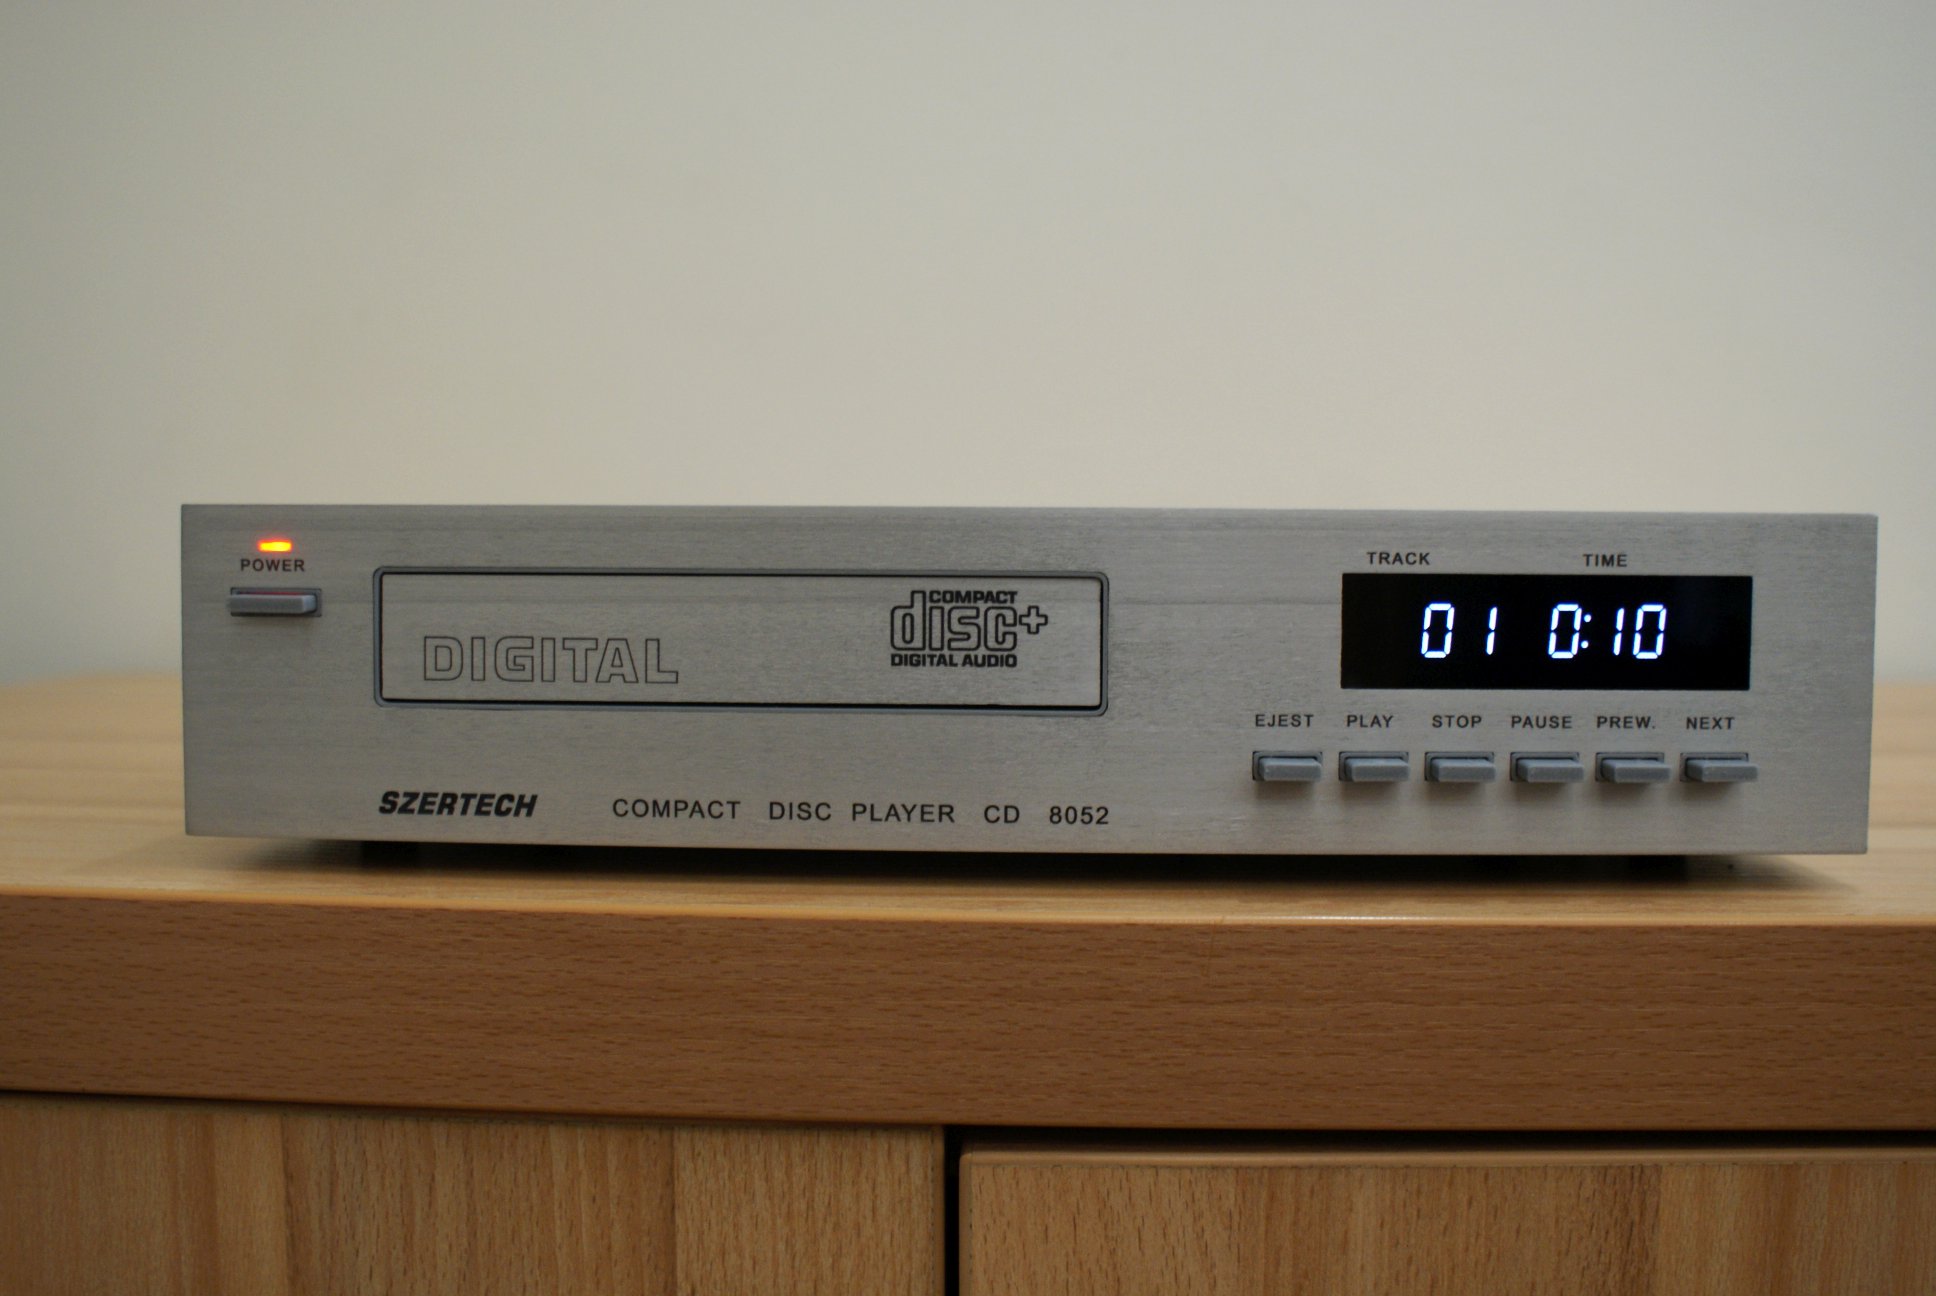 POWER
DIGITAL
COMPACT
disc+
DIGITAL AUDIO
SZERTECH
COMPACT DISC PLAYER CD 8052
TRACK TIME
01 0:10
EJEST PLAY STOP PAUSE PREW. NEXT